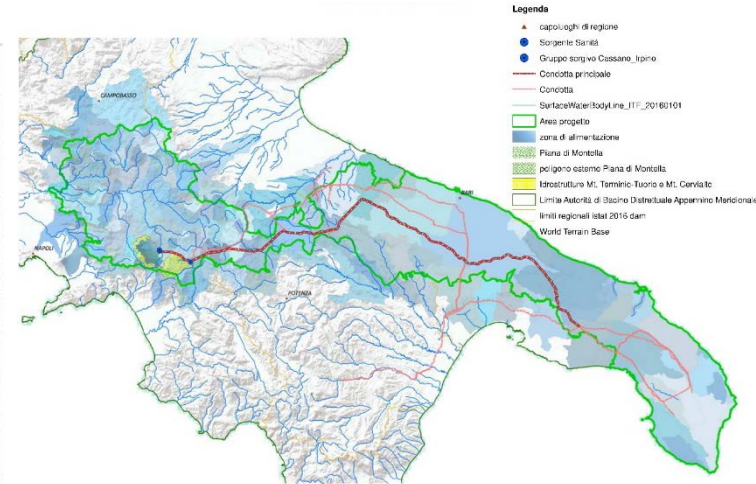 Legenda
capoluoghi di regione
Sorgente Sanità
Gruppo sorgivo Cassano_Irpino
Condotta principale
Condotta
SurfaceWaterBodyLine_ITF_20160101
Area progetto
zona di alimentazione
Piana di Montella
poligono esterno Piana di Montella
Idrostrutture Mt. Terminio-Tuoro e Mt. Cervialto
Limite Autorità di Bacino Distrettuale Appennino Meridionale
limiti regionali istat 2016 dam
World Terrain Base
CAMPOBASSO
BARI
NAPOLI
POTENZA